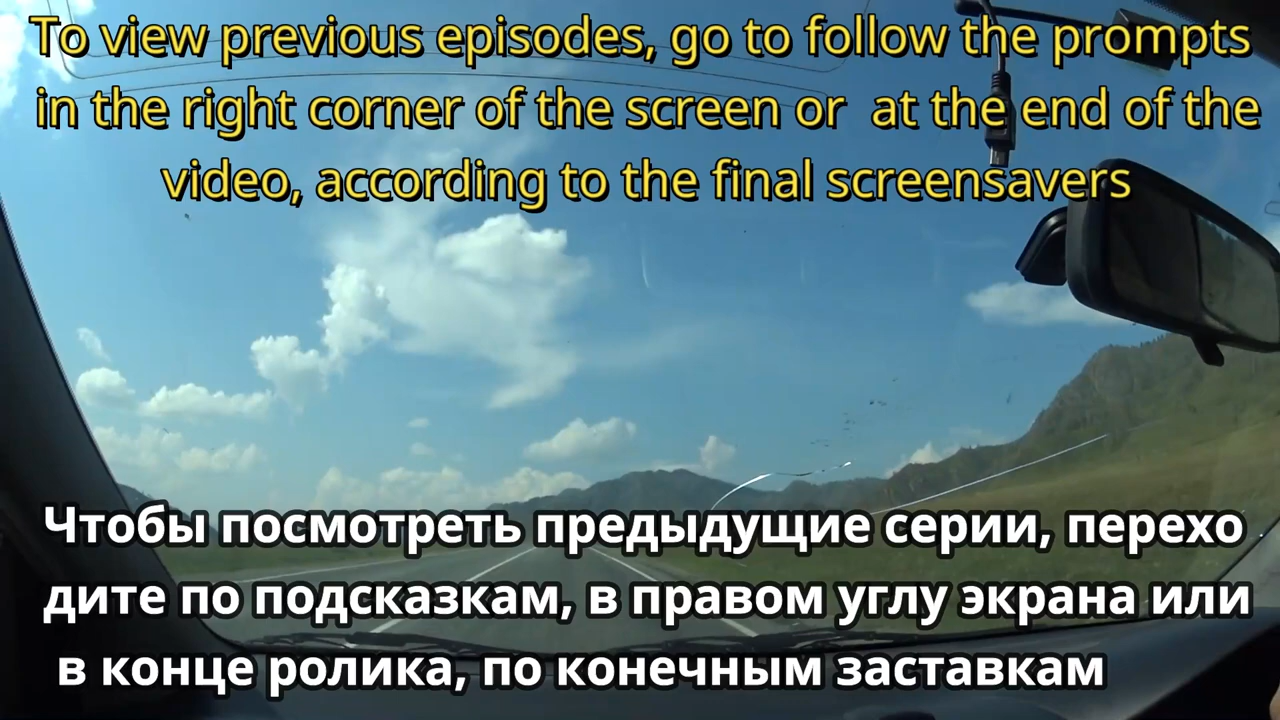 To view previous episodes, go to follow the prompts
in the right corner of the screen or at the end of the
video, according to the final screensavers
Чтобы посмотреть предыдущие серии, перехо
дите по подсказкам, в правом углу экрана или
в конце ролика, по конечным заставкам